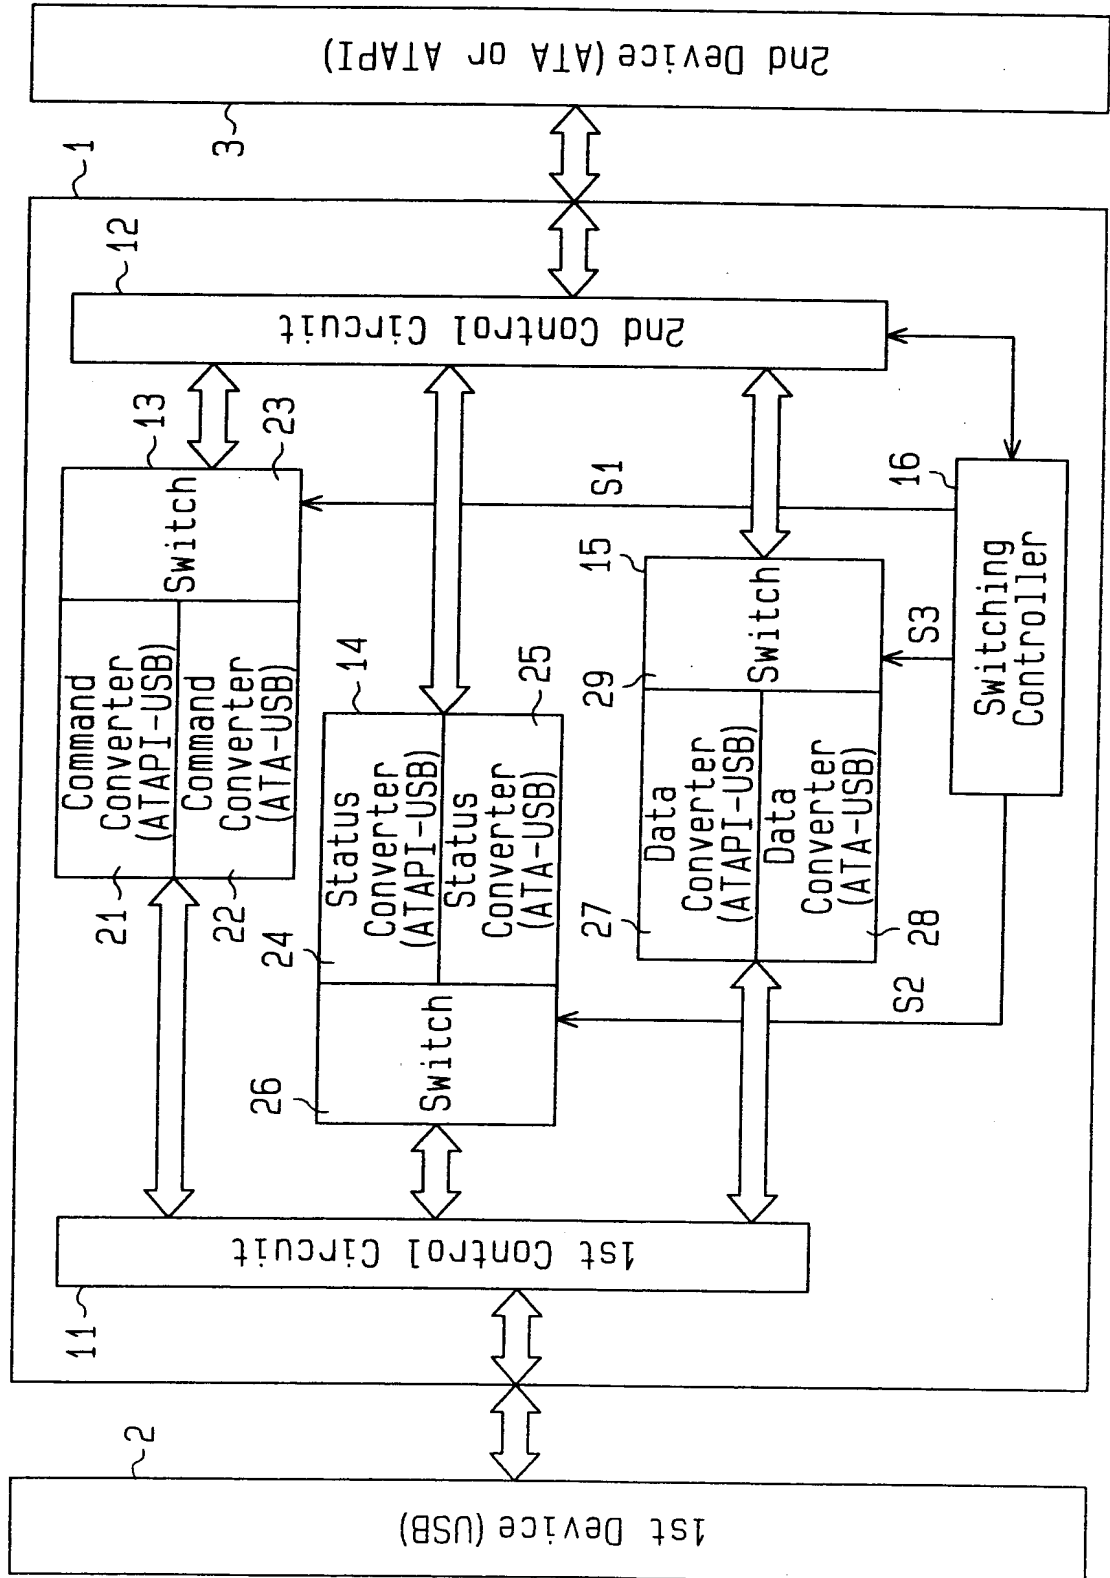 2
1st Device (USB)
1
11
1st Control Circuit
21
Command
Converter
(ATAPI-USB)
22
Command
Converter
(ATA-USB)
13
Switch
23
26
Switch
24
Status
Converter
(ATAPI-USB)
14
Status
Converter
(ATA-USB)
25
27
Data
Converter
(ATAPI-USB)
Data
Converter
(ATA-USB)
28
15
29
Switch
S1
S2
S3
16
Switching
Controller
12
2nd Control Circuit
3
2nd Device (ATA or ATAPI)